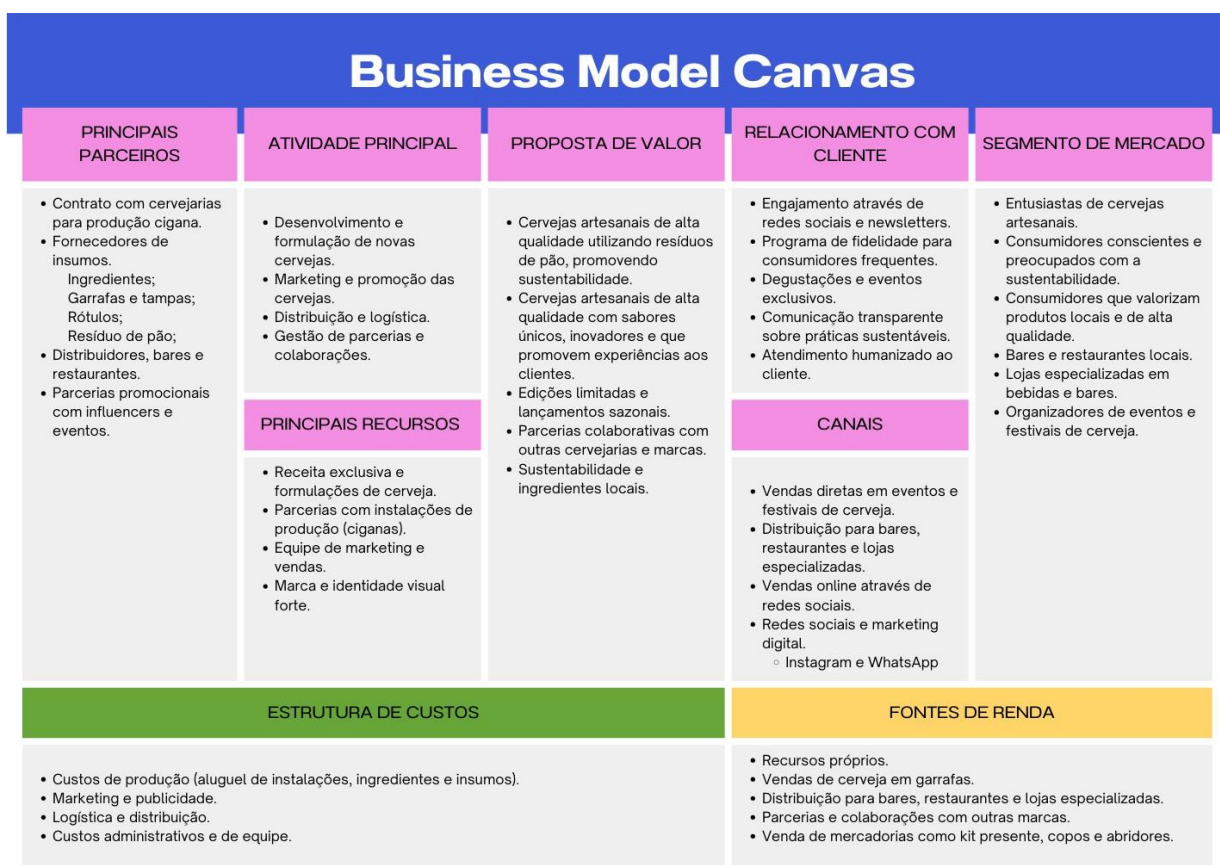 Business Model Canvas
PRINCIPAIS
PARCEIROS
• Contrato com cervejarias
para produção cigana.
• Fornecedores de
insumos.
Ingredientes;
Garrafas e tampas;
Rótulos;
Resíduo de pão;
• Distribuidores, bares e
restaurantes.
• Parcerias promocionais
com influencers e
eventos.
ATIVIDADE PRINCIPAL
• Desenvolvimento e
formulação de novas
cervejas.
• Marketing e promoção das
cervejas.
• Distribuição e logística.
• Gestão de parcerias e
colaborações.
PRINCIPAIS RECURSOS
• Receita exclusiva e
formulações de cerveja.
• Parcerias com instalações de
produção (ciganas).
• Equipe de marketing e
vendas.
• Marca e identidade visual
forte.
PROPOSTA DE VALOR
• Cervejas artesanais de alta
qualidade utilizando resíduos
de pão, promovendo
sustentabilidade.
• Cervejas artesanais de alta
qualidade com sabores
únicos, inovadores e que
promovem experiências aos
clientes.
• Edições limitadas e
lançamentos sazonais.
• Parcerias colaborativas com
outras cervejarias e marcas.
• Sustentabilidade e
ingredientes locais.
RELACIONAMENTO COM
CLIENTE
• Engajamento através de
redes sociais e newsletters.
• Programa de fidelidade para
consumidores frequentes.
• Degustações e eventos
exclusivos.
• Comunicação transparente
sobre práticas sustentáveis.
• Atendimento humanizado ao
cliente.
CANAIS
• Vendas diretas em eventos e
festivais de cerveja.
• Distribuição para bares,
restaurantes e lojas
especializadas.
• Vendas online através de
redes sociais.
• Redes sociais e marketing
digital.
◦ Instagram e WhatsApp
SEGMENTO DE MERCADO
• Entusiastas de cervejas
artesanais.
• Consumidores conscientes e
preocupados com a
sustentabilidade.
• Consumidores que valorizam
produtos locais e de alta
qualidade.
• Bares e restaurantes locais.
• Lojas especializadas em
bebidas e bares.
• Organizadores de eventos e
festivais de cerveja.
ESTRUTURA DE CUSTOS
• Custos de produção (aluguel de instalações, ingredientes e insumos).
• Marketing e publicidade.
• Logística e distribuição.
• Custos administrativos e de equipe.
FONTES DE RENDA
• Recursos próprios.
• Vendas de cerveja em garrafas.
• Distribuição para bares, restaurantes e lojas especializadas.
• Parcerias e colaborações com outras marcas.
• Venda de mercadorias como kit presente, copos e abridores.